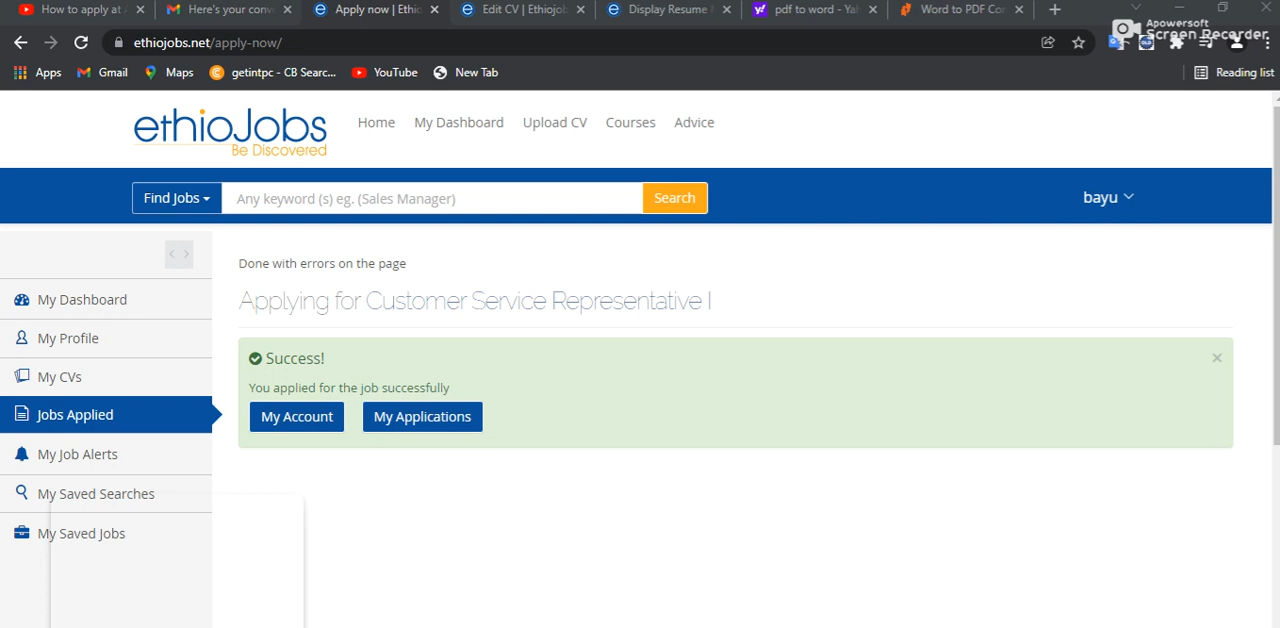 How to apply at
Here's your conv
Apply now | Ethio
Edit CV | Ethiojob
Display Resume
pdf to word - Yah
Word to PDF Con
Apowersoft
Screen Recorder
ethiojobs.net/apply-now/
Apps
Gmail
Maps
getintpc - CB Searc...
YouTube
New Tab
Reading list
ethioJobs
Be Discovered
Home
My Dashboard
Upload CV
Courses
Advice
Find Jobs
Any keyword (s) eg. (Sales Manager)
Search
bayu
My Dashboard
My Profile
My CVs
Jobs Applied
My Job Alerts
My Saved Searches
My Saved Jobs
Done with errors on the page
Applying for Customer Service Representative I
Success!
You applied for the job successfully
My Account
My Applications